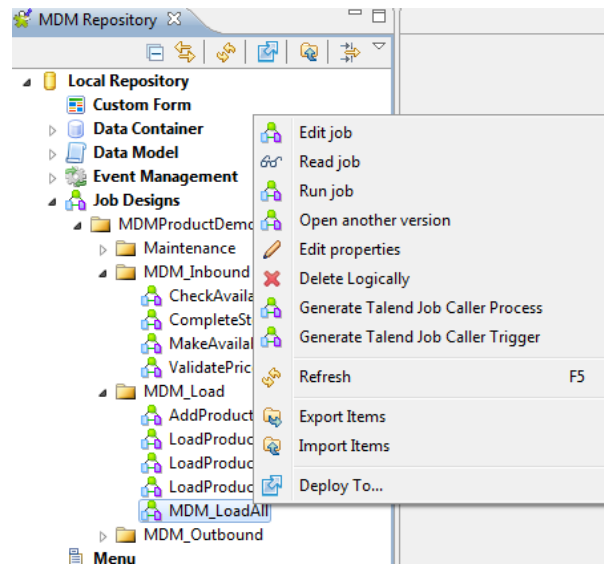 MDM Repository
Local Repository
Custom Form
Data Container
Data Model
Event Management
Job Designs
MDMProductDemo
Maintenance
MDM_Inbound
CheckAvaila
CompleteSt
MakeAvailab
ValidatePric
MDM_Load
AddProduct
LoadProduc
LoadProduc
LoadProduc
MDM_LoadAll
MDM_Outbound
Menu
Edit job
Read job
Run job
Open another version
Edit properties
Delete Logically
Generate Talend Job Caller Process
Generate Talend Job Caller Trigger
Refresh F5
Export Items
Import Items
Deploy To...